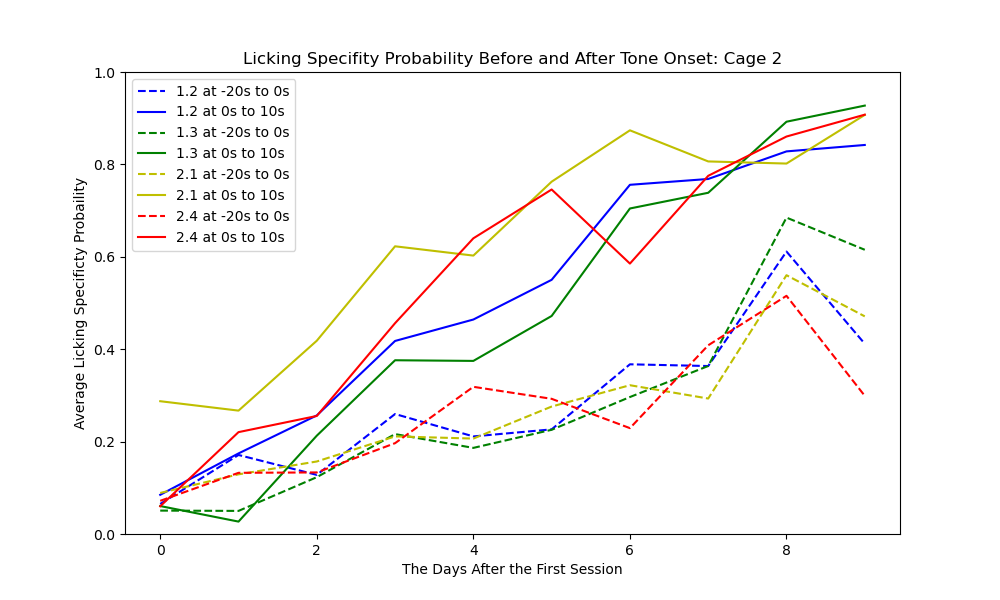 Licking Specifity Probability Before and After Tone Onset: Cage 2
1.0
0.8
0.6
0.4
0.2
0.0
Average Licking Specificty Probaility
1.2 at -20s to 0s
1.2 at 0s to 10s
1.3 at -20s to 0s
1.3 at 0s to 10s
2.1 at -20s to 0s
2.1 at 0s to 10s
2.4 at -20s to 0s
2.4 at 0s to 10s
0 2 4 6 8
The Days After the First Session